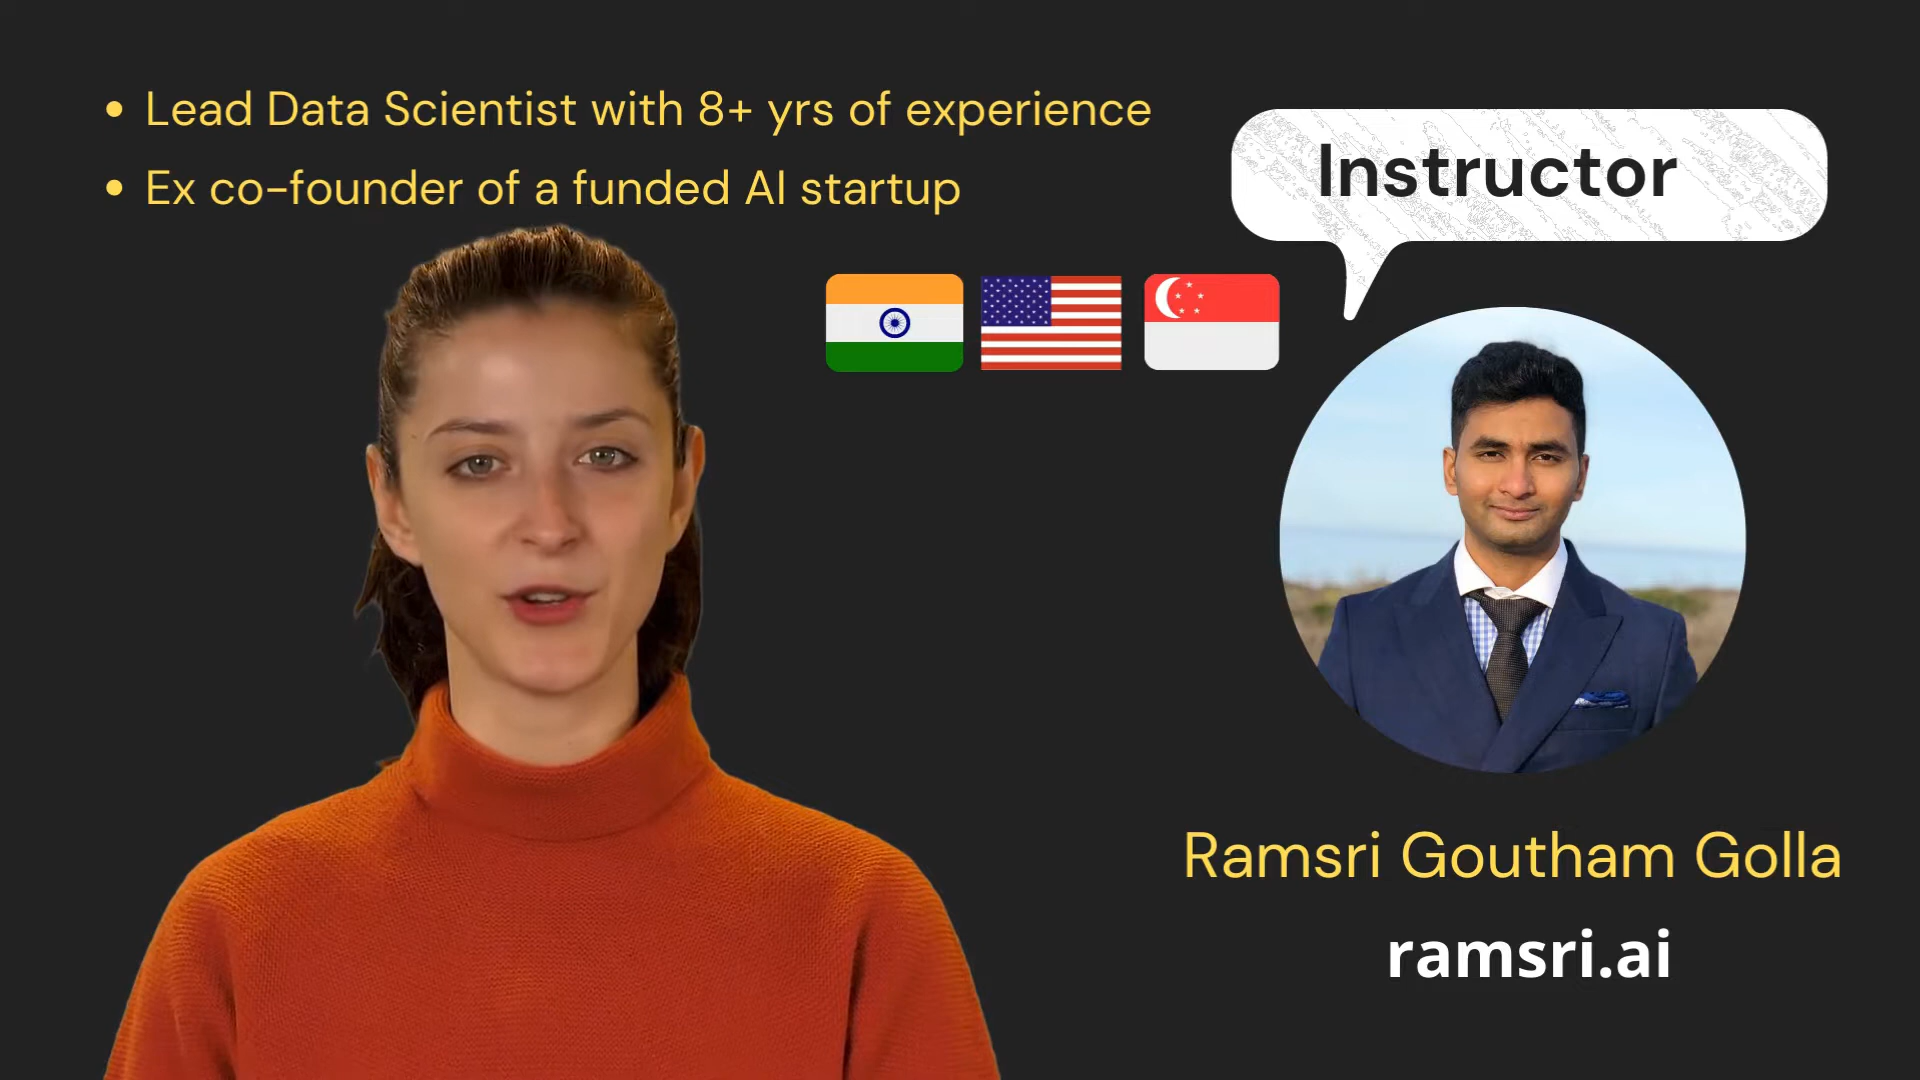 • Lead Data Scientist with 8+ yrs of experience
• Ex co-founder of a funded AI startup
Instructor
Ramsri Goutham Golla
ramsri.ai